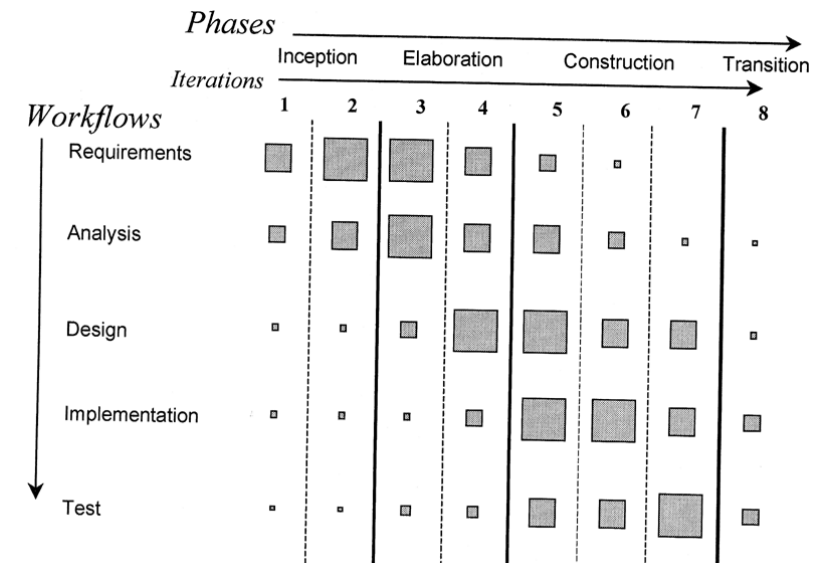 Phases
Inception Elaboration Construction Transition
Iterations
1 2 3 4 5 6 7 8
Workflows
Requirements
Analysis
Design
Implementation
Test